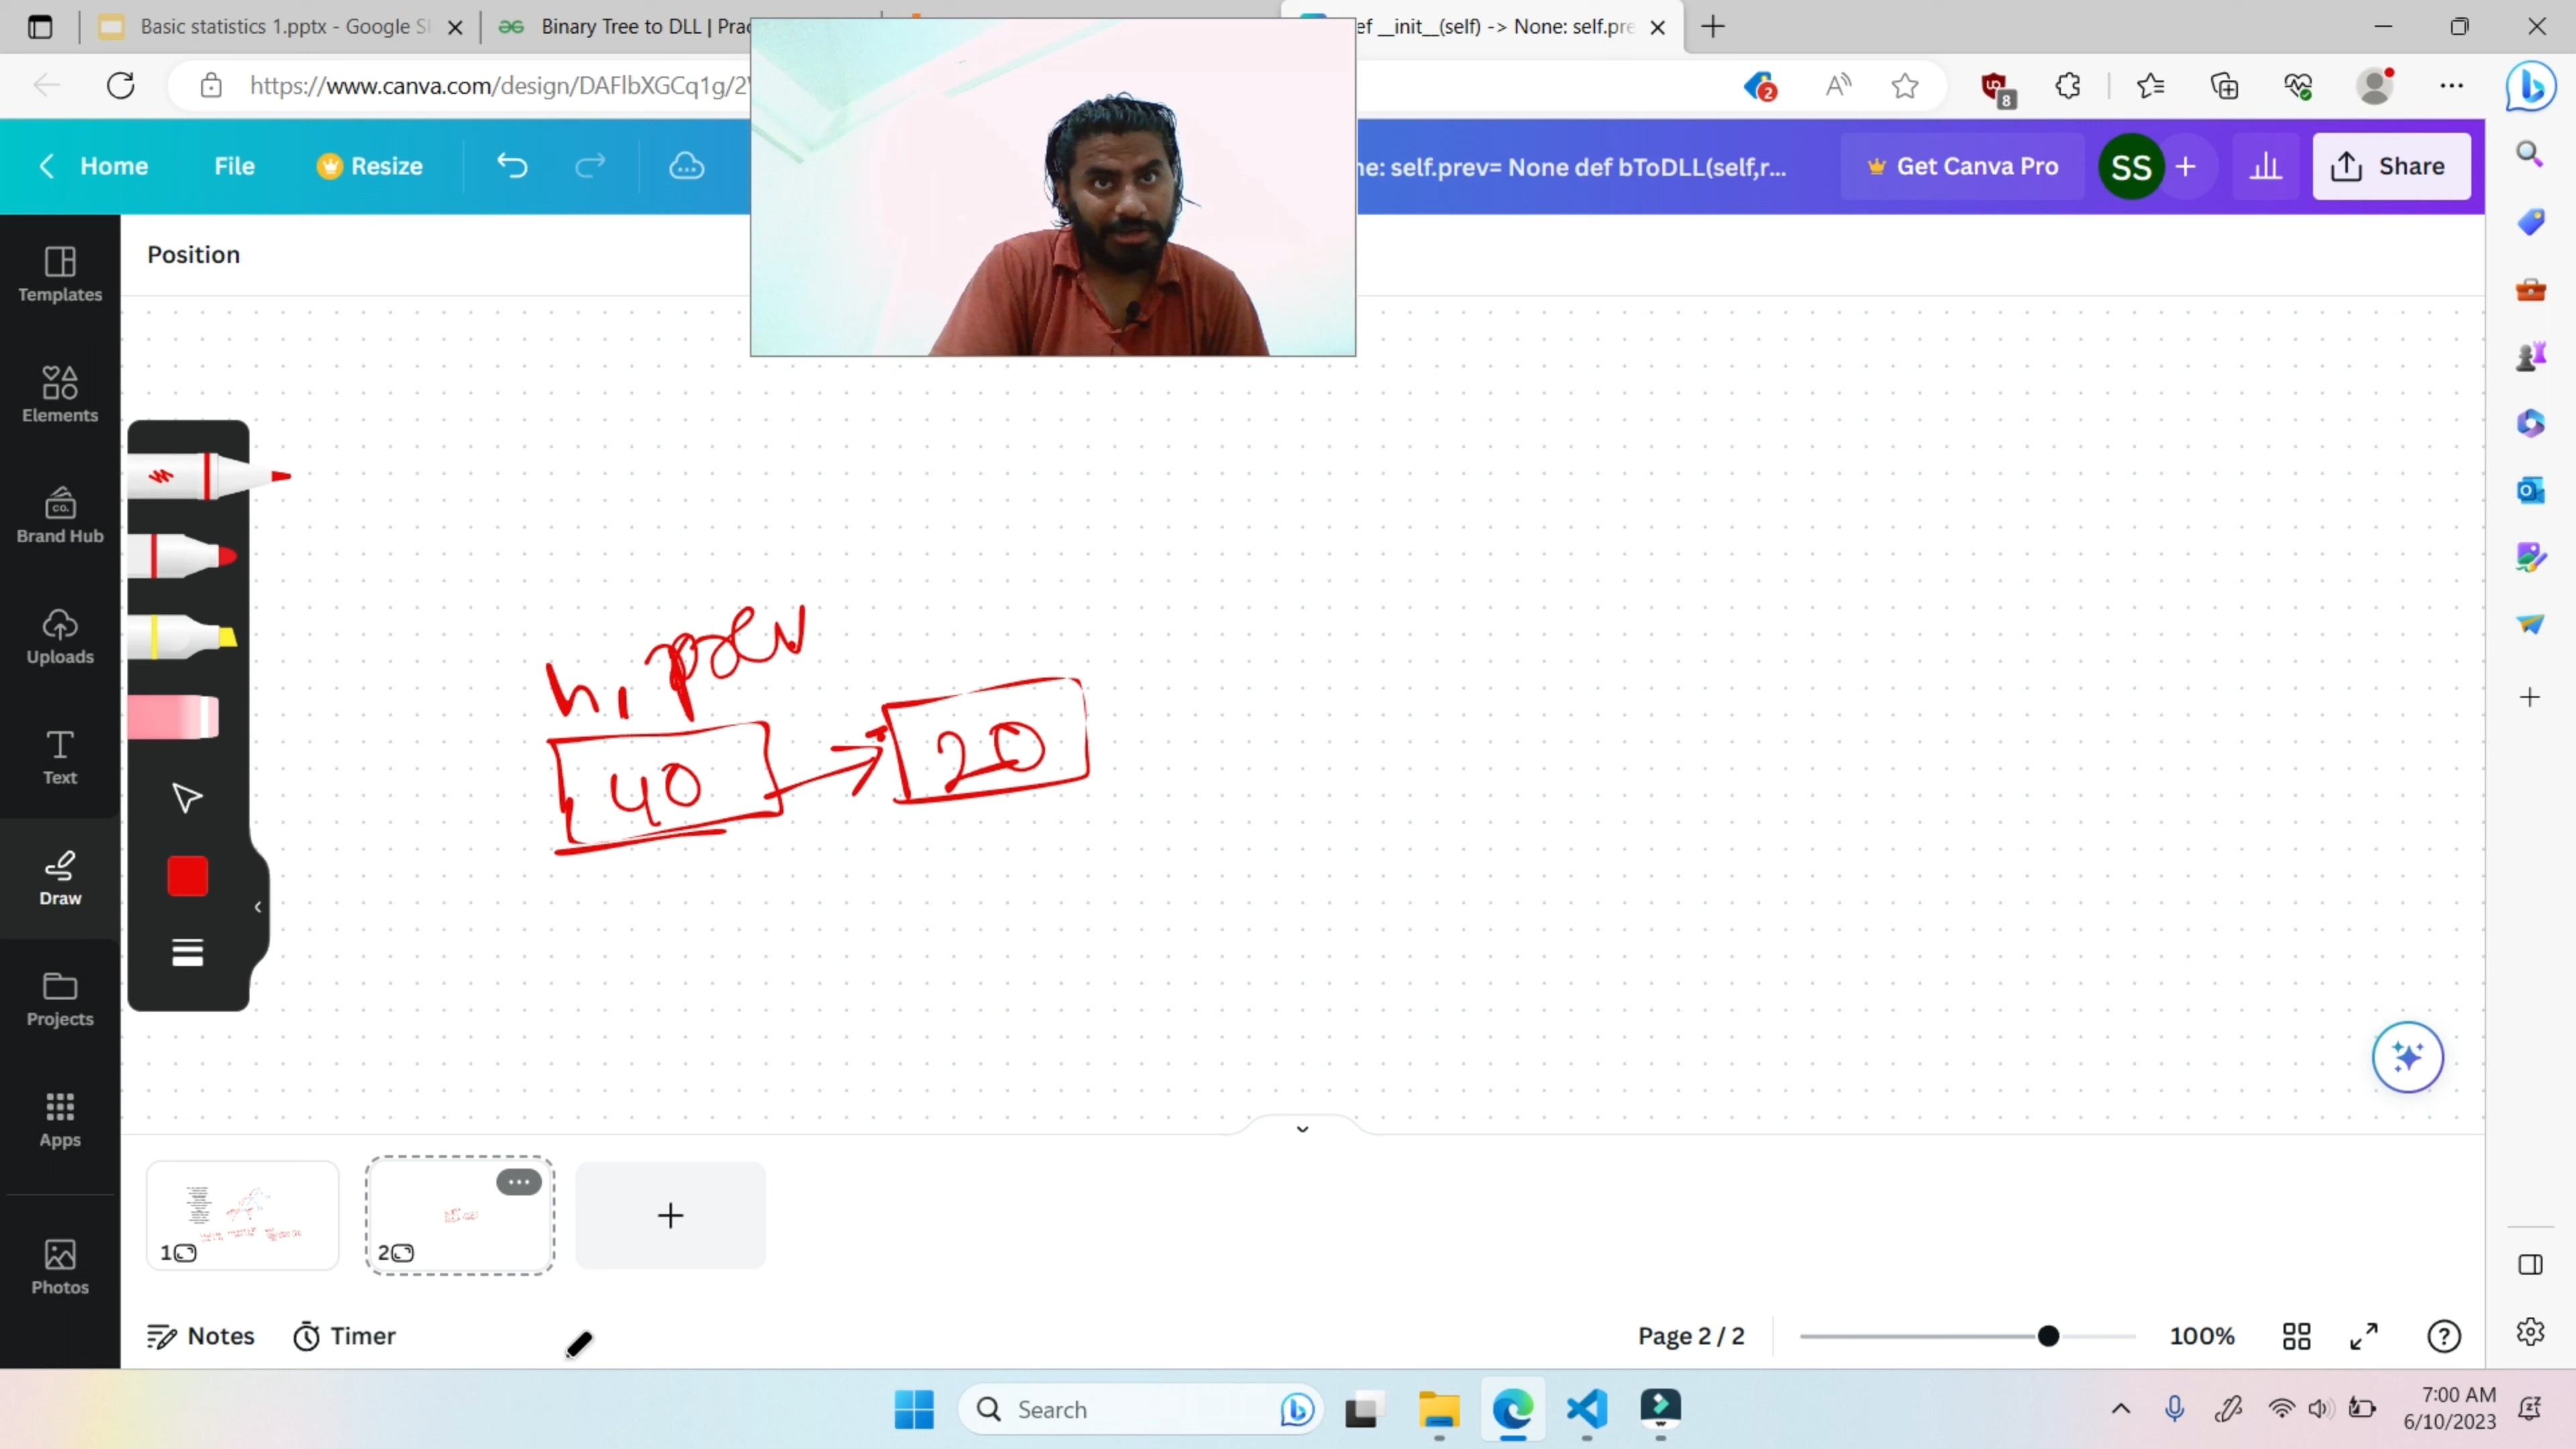 Basic statistics 1.pptx - Google Sl
Binary Tree to DLL | Prac
ef __init__(self) -> None: self.pre
https://www.canva.com/design/DAFlbXGCq1g/2
2
8
Home
File
Resize
ne: self.prev= None def bToDLL(self,r...
Get Canva Pro
SS
Share
Position
Templates
Elements
Brand Hub
Uploads
Text
Draw
Projects
Apps
Photos
h, prev
40
20
1
2
Notes
Timer
Page 2 / 2
100%
Search
7:00 AM
6/10/2023